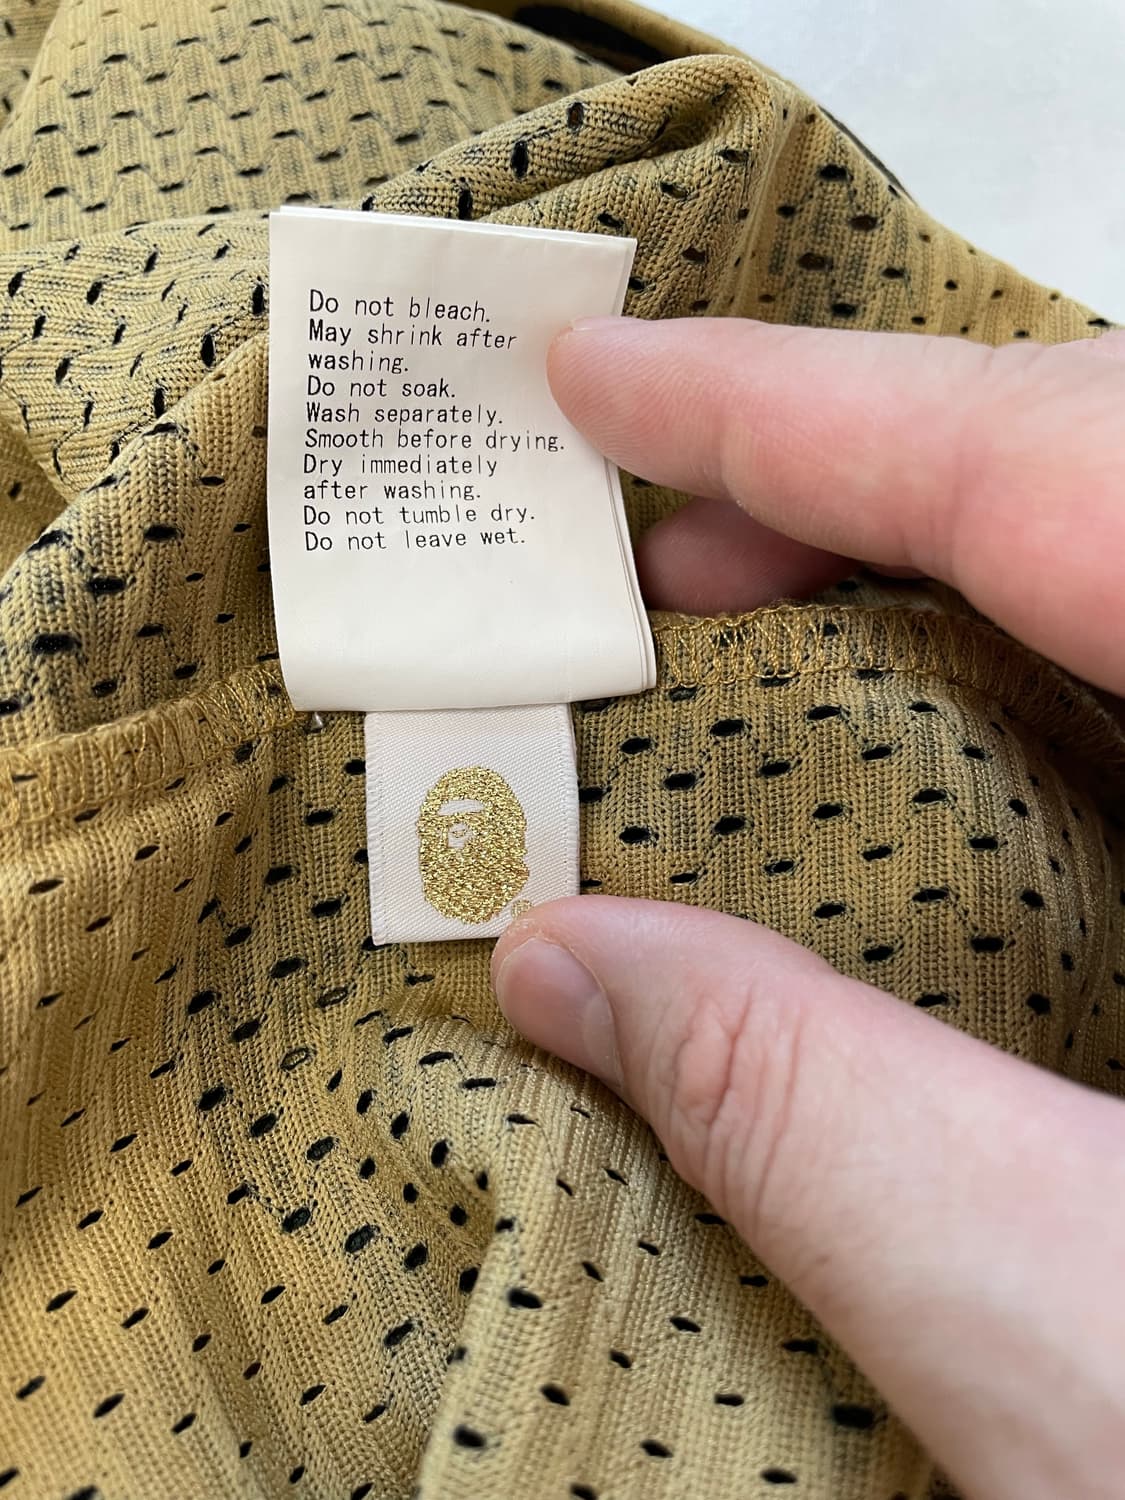 Do not bleach.
May shrink after
washing.
Do not soak.
Wash separately.
Smooth before drying.
Dry immediately
after washing.
Do not tumble dry.
Do not leave wet.
®